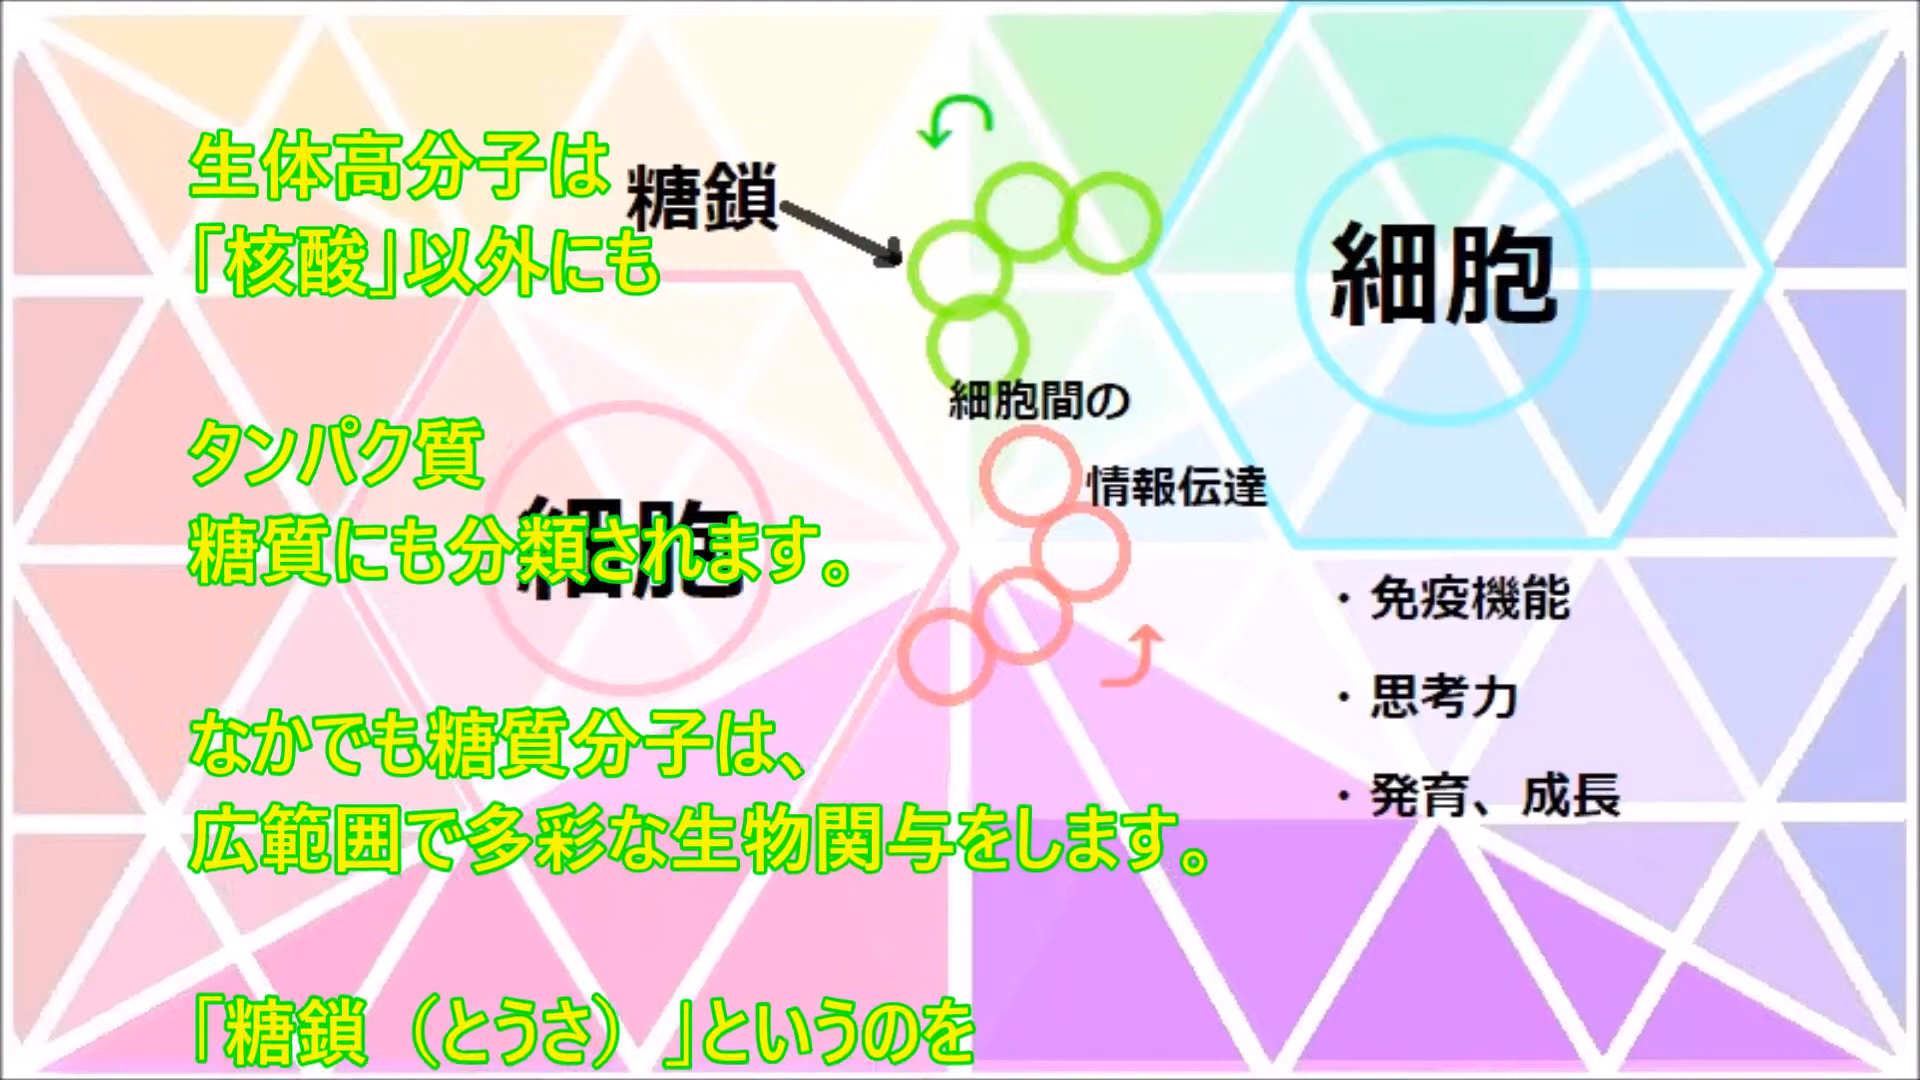 生体高分子は
「核酸」以外にも
タンパク質
糖質にも分類されます。
なかでも糖質分子は、
広範囲で多彩な生物関与をします。
「糖鎖（とうさ）」というのを
糖鎖
細胞
細胞間の
情報伝達
細胞
・免疫機能
・思考力
・発育、成長